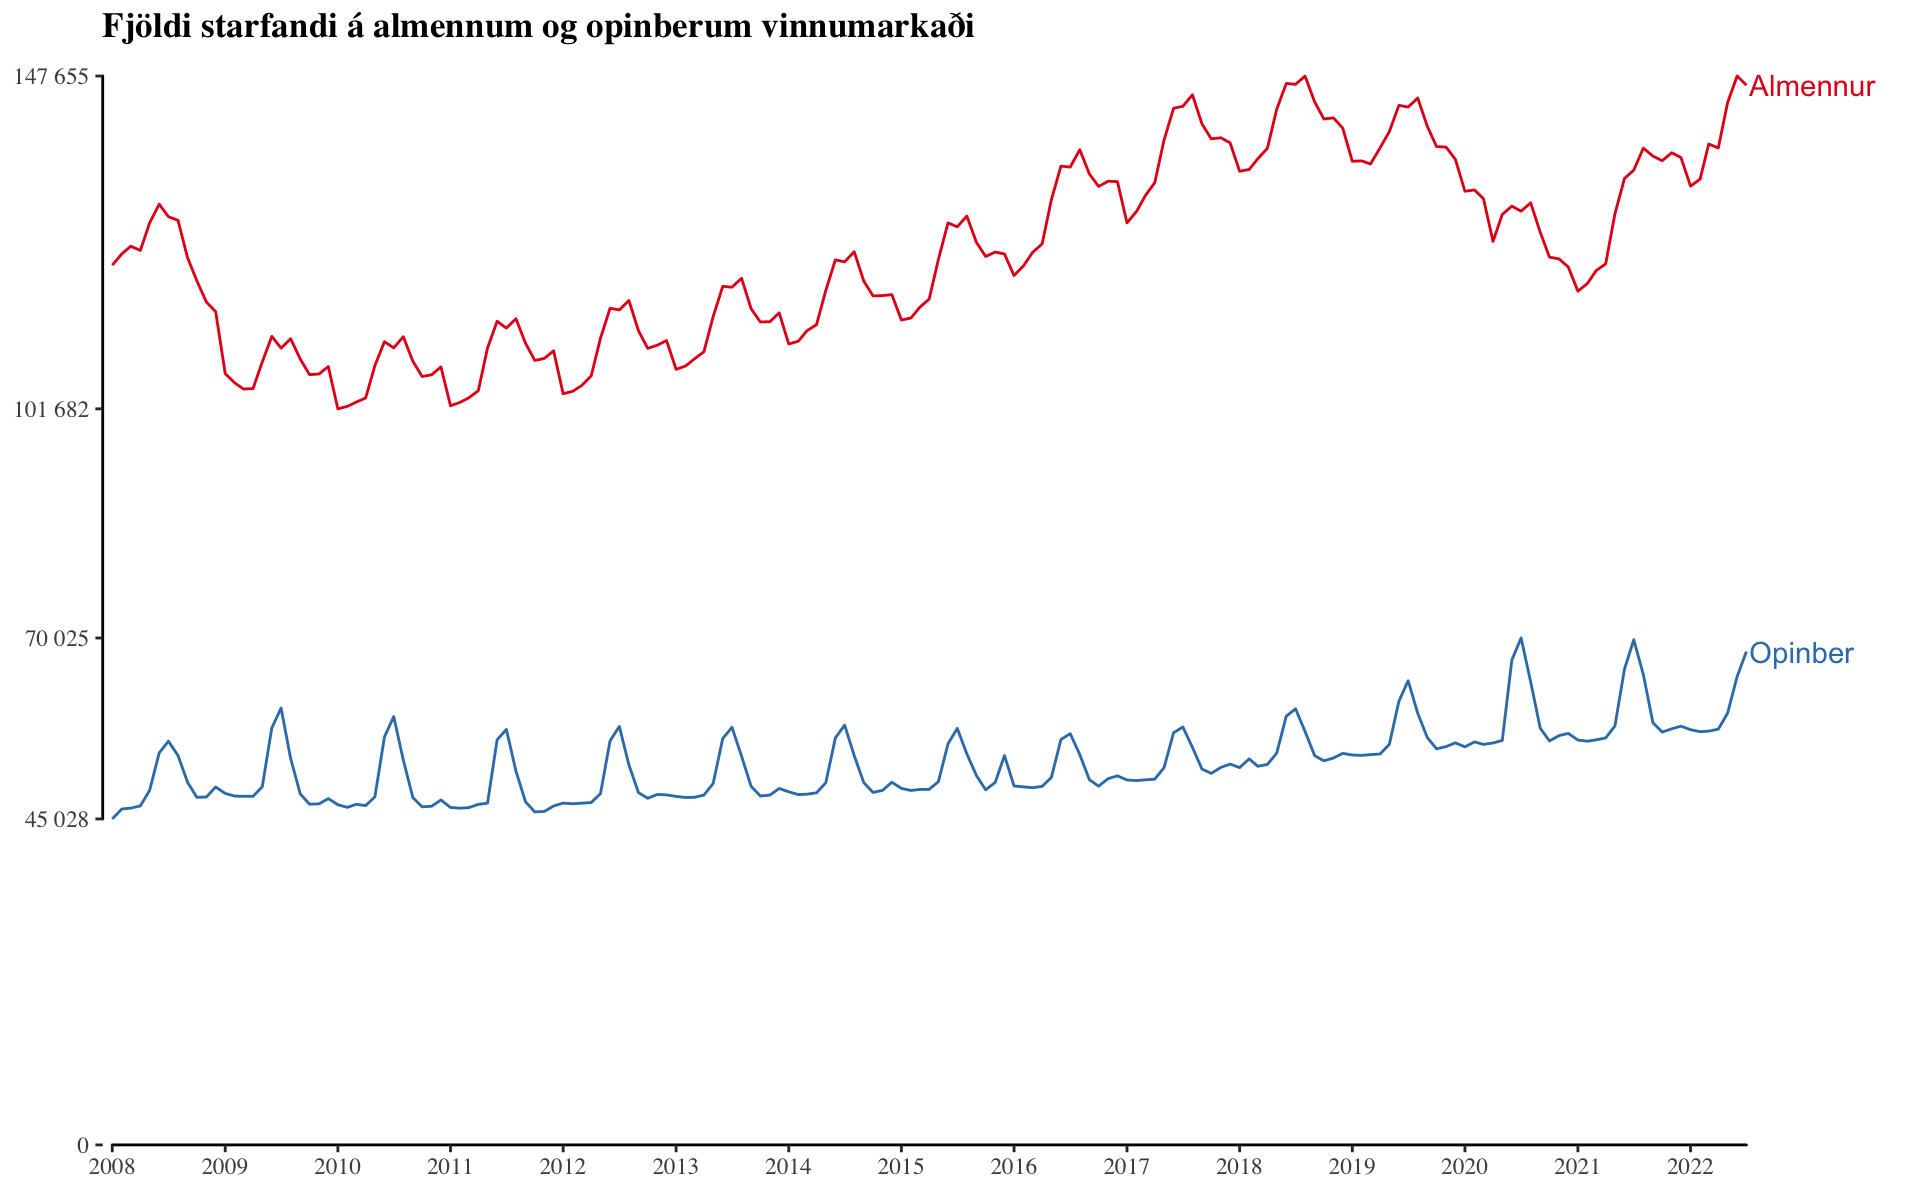 Fjöldi starfandi á almennum og opinberum vinnumarkaði
147 655
Almennur
101 682
70 025
Opinber
45 028
0
2008 2009 2010 2011 2012 2013 2014 2015 2016 2017 2018 2019 2020 2021 2022